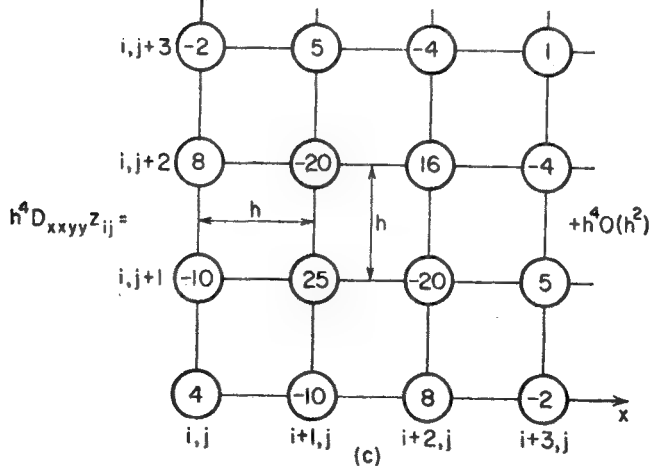 i,j+3 -2 5 -4 1
i,j+2 8 -20 16 -4
h⁴D_xxyy z_ij = h h +h⁴O(h²)
i,j+1 -10 25 -20 5
4 -10 8 -2 x
i,j i+1,j i+2,j i+3,j
(c)